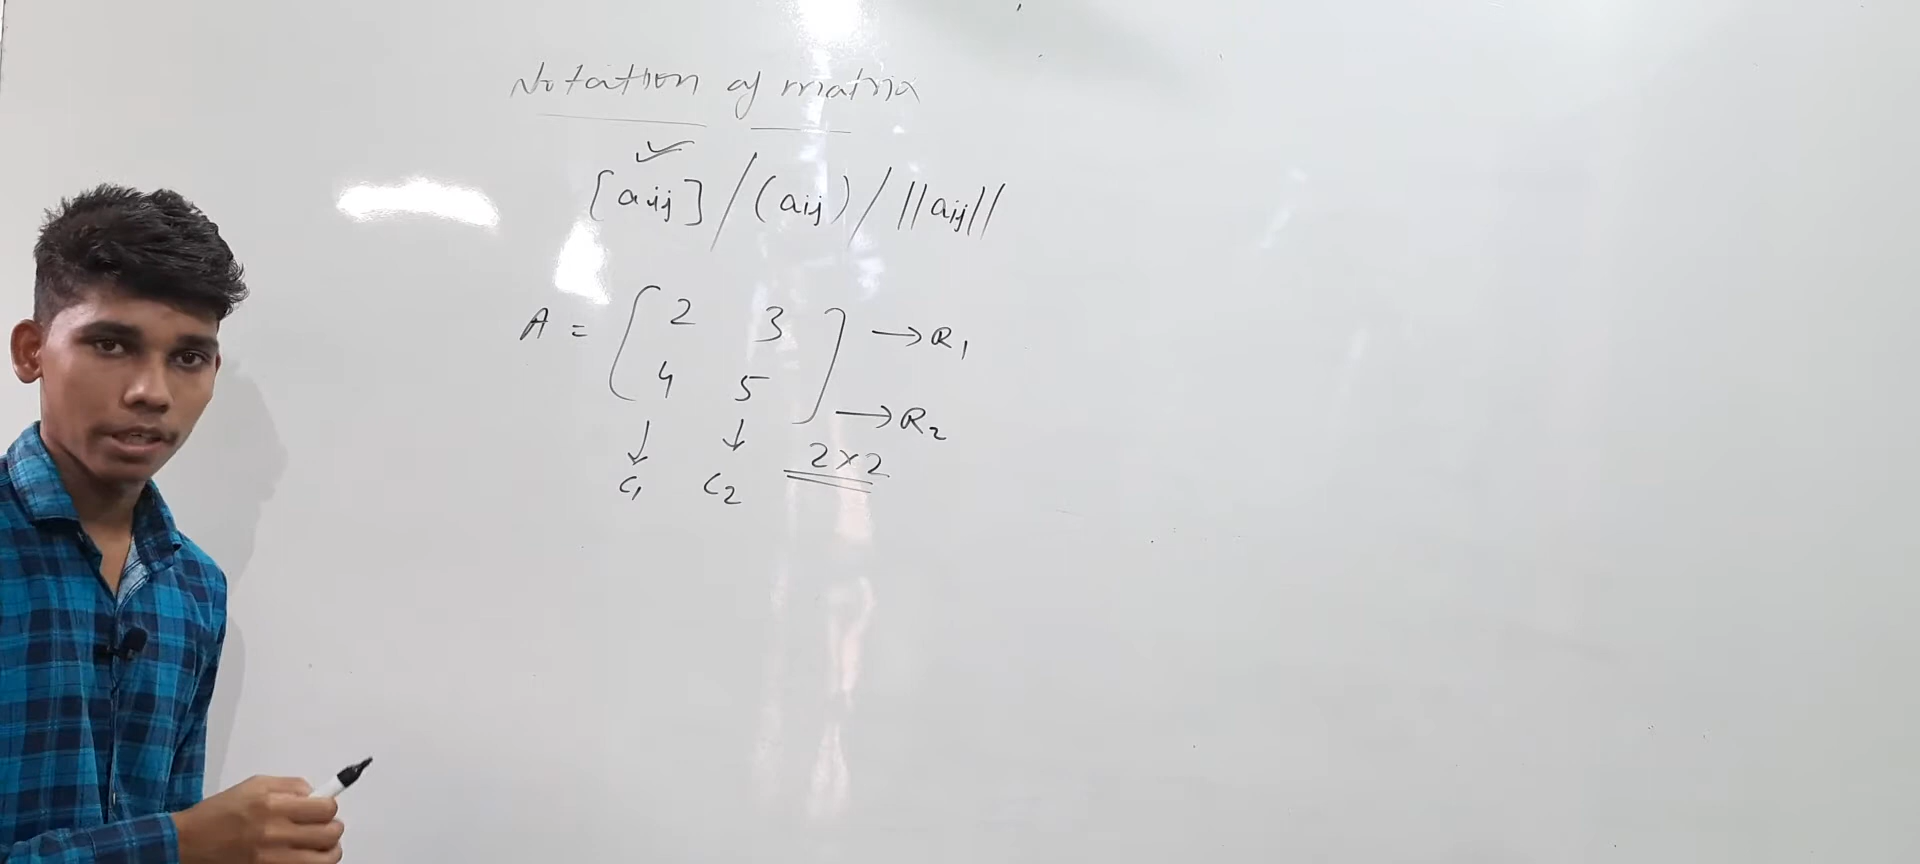 Notation of matrix
[aij] / (aij) / ||aij||
A = [ 2 3 ] → R1
4 5 → R2
↓ ↓ 2×2
C1 C2